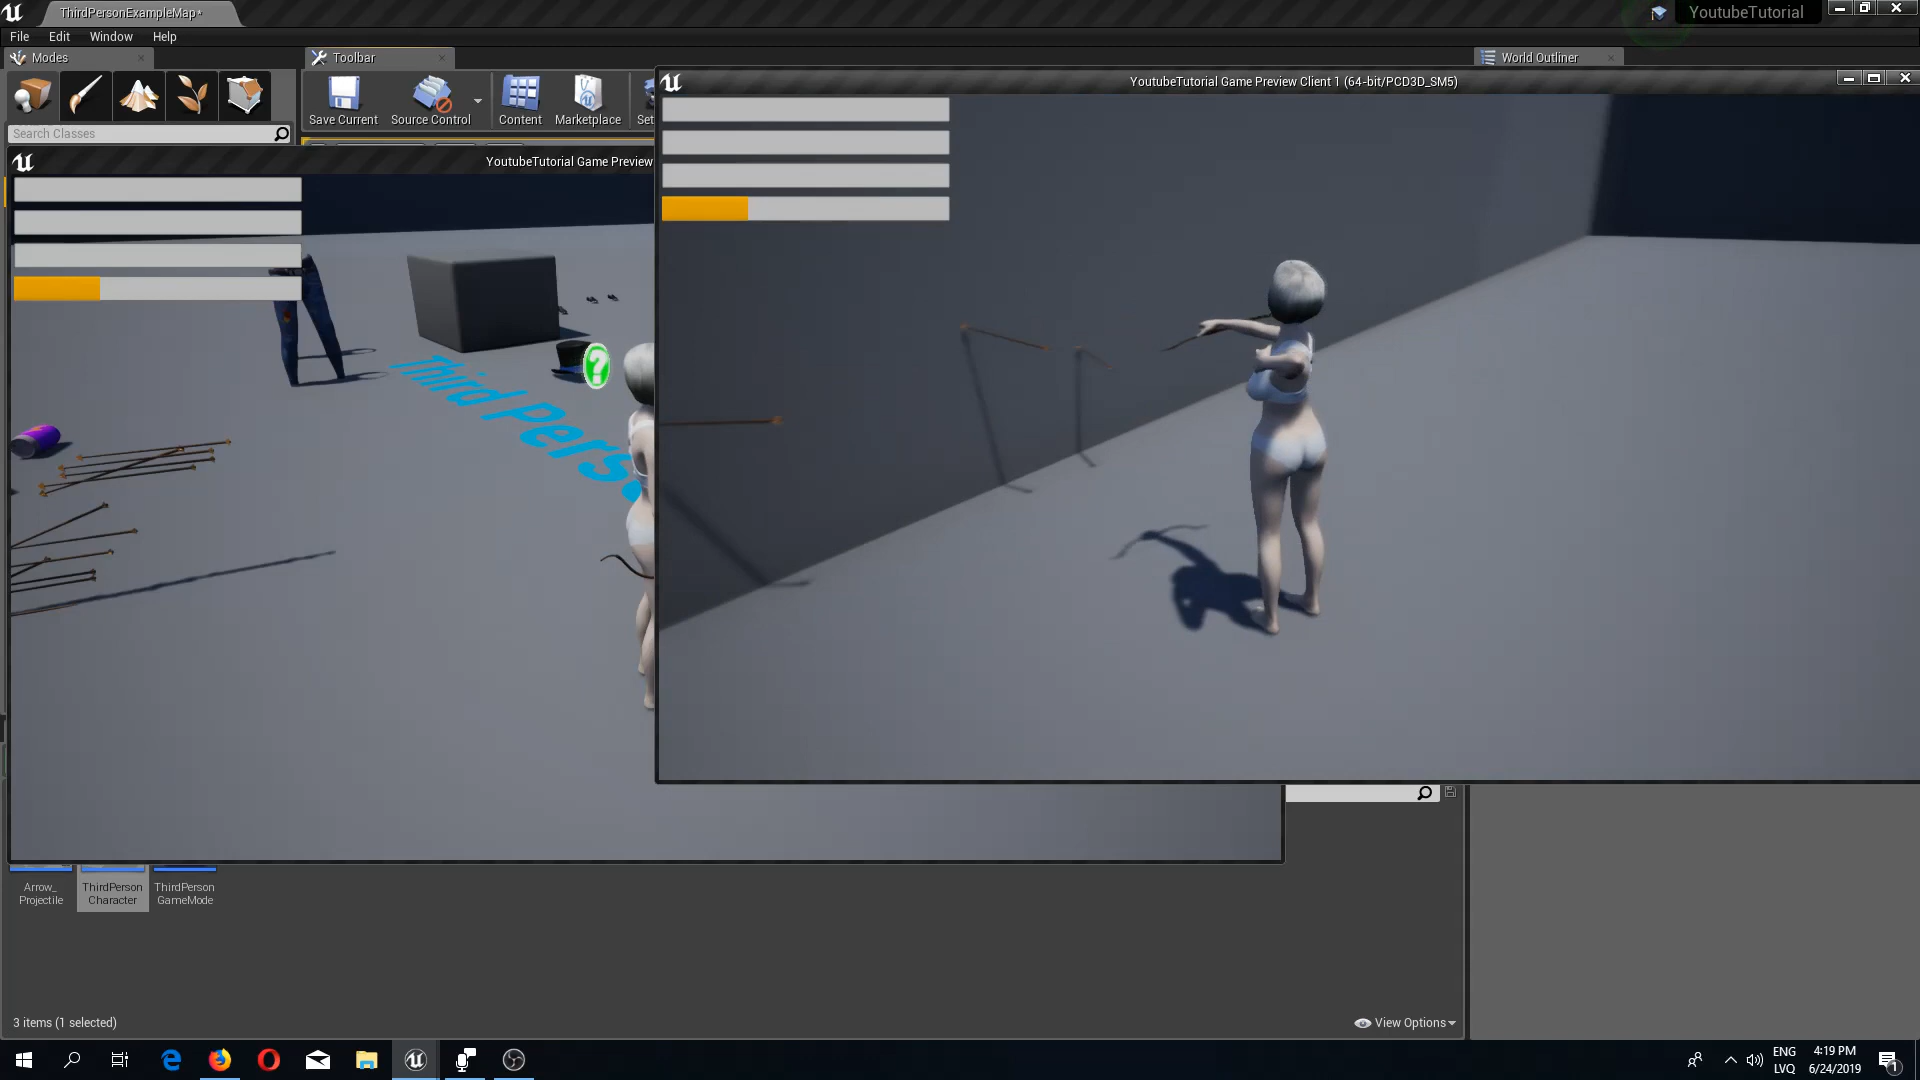 ThirdPersonExampleMap*
YoutubeTutorial
File Edit Window Help
Modes
Toolbar
World Outliner
YoutubeTutorial Game Preview Client 1 (64-bit/PCD3D_SM5)
Save Current
Source Control
Content
Marketplace
Search Classes
YoutubeTutorial Game Preview
Third Pers
Arrow_
Projectile
ThirdPerson
Character
ThirdPerson
GameMode
3 items (1 selected)
View Options
ENG
LVQ
4:19 PM
6/24/2019
1